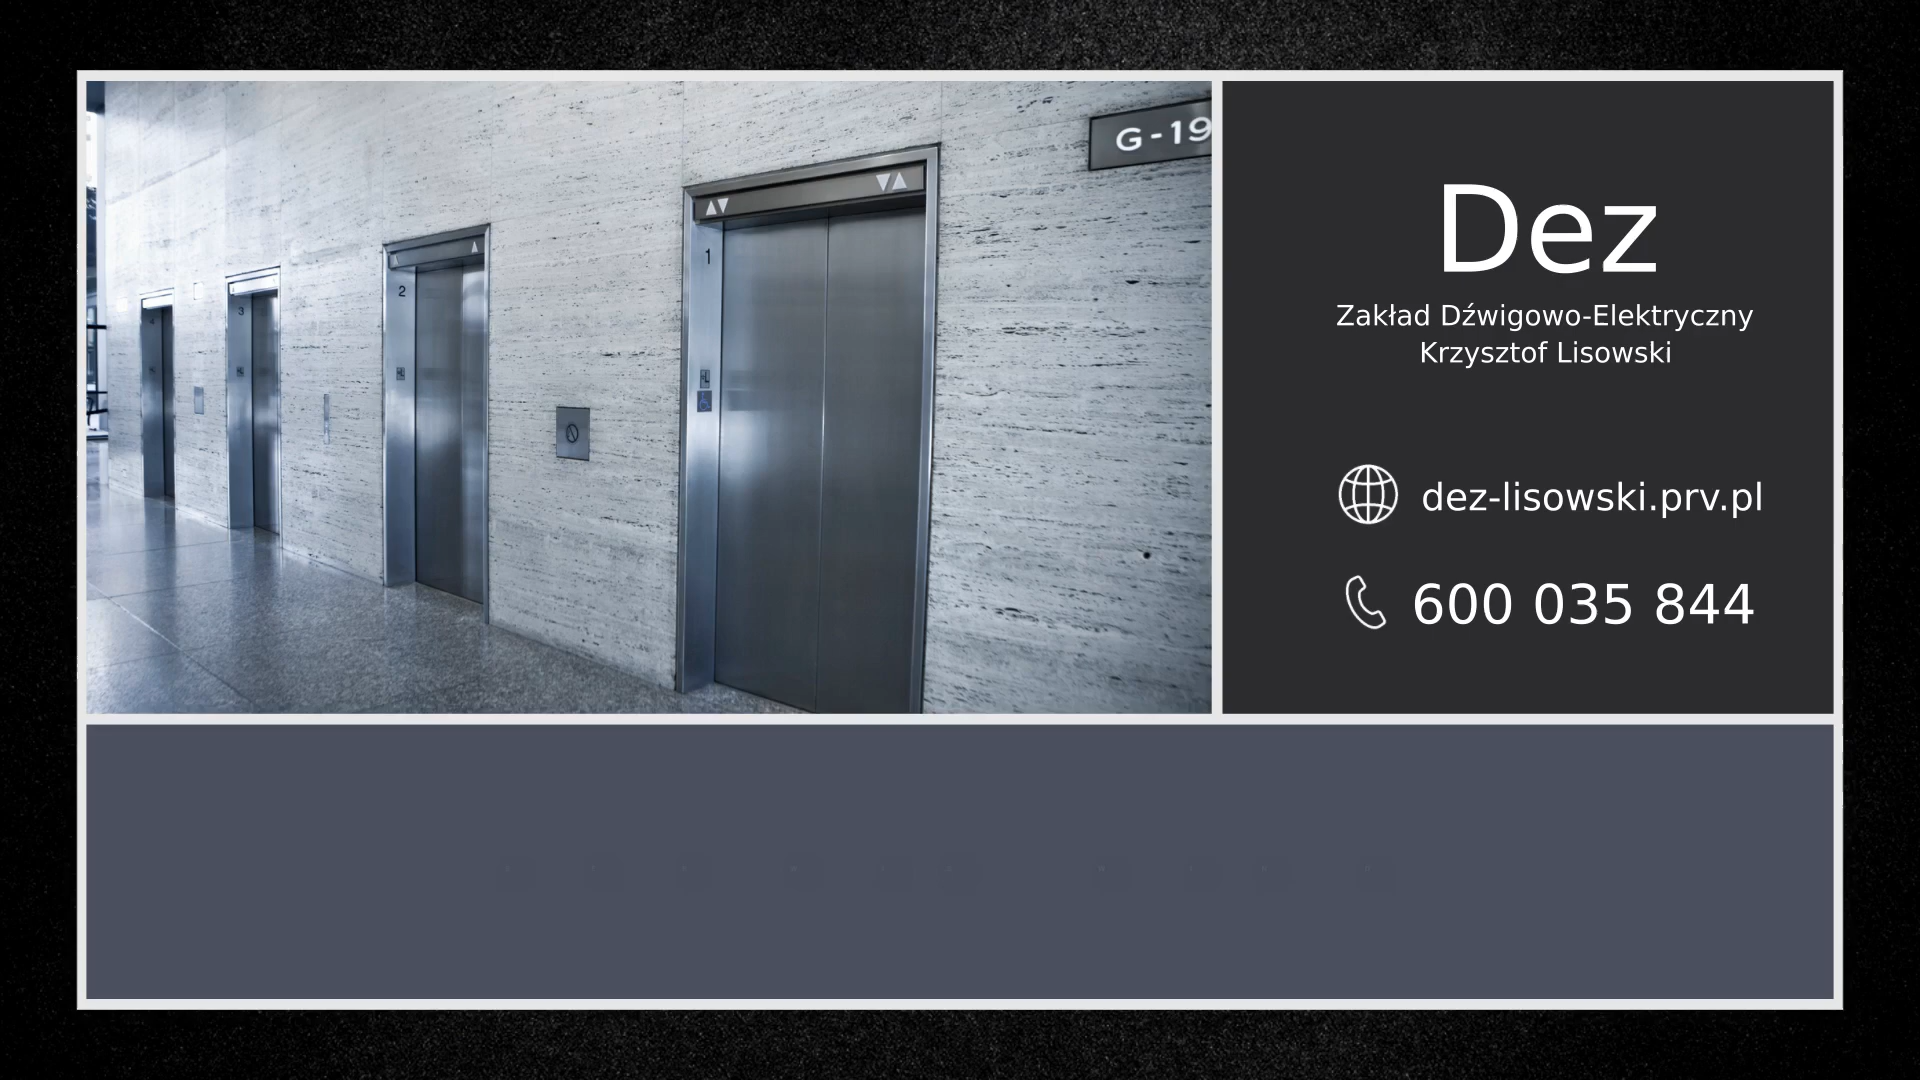 G-19
1
2
3
Dez
Zakład Dźwigowo-Elektryczny
Krzysztof Lisowski
dez-lisowski.prv.pl
600 035 844